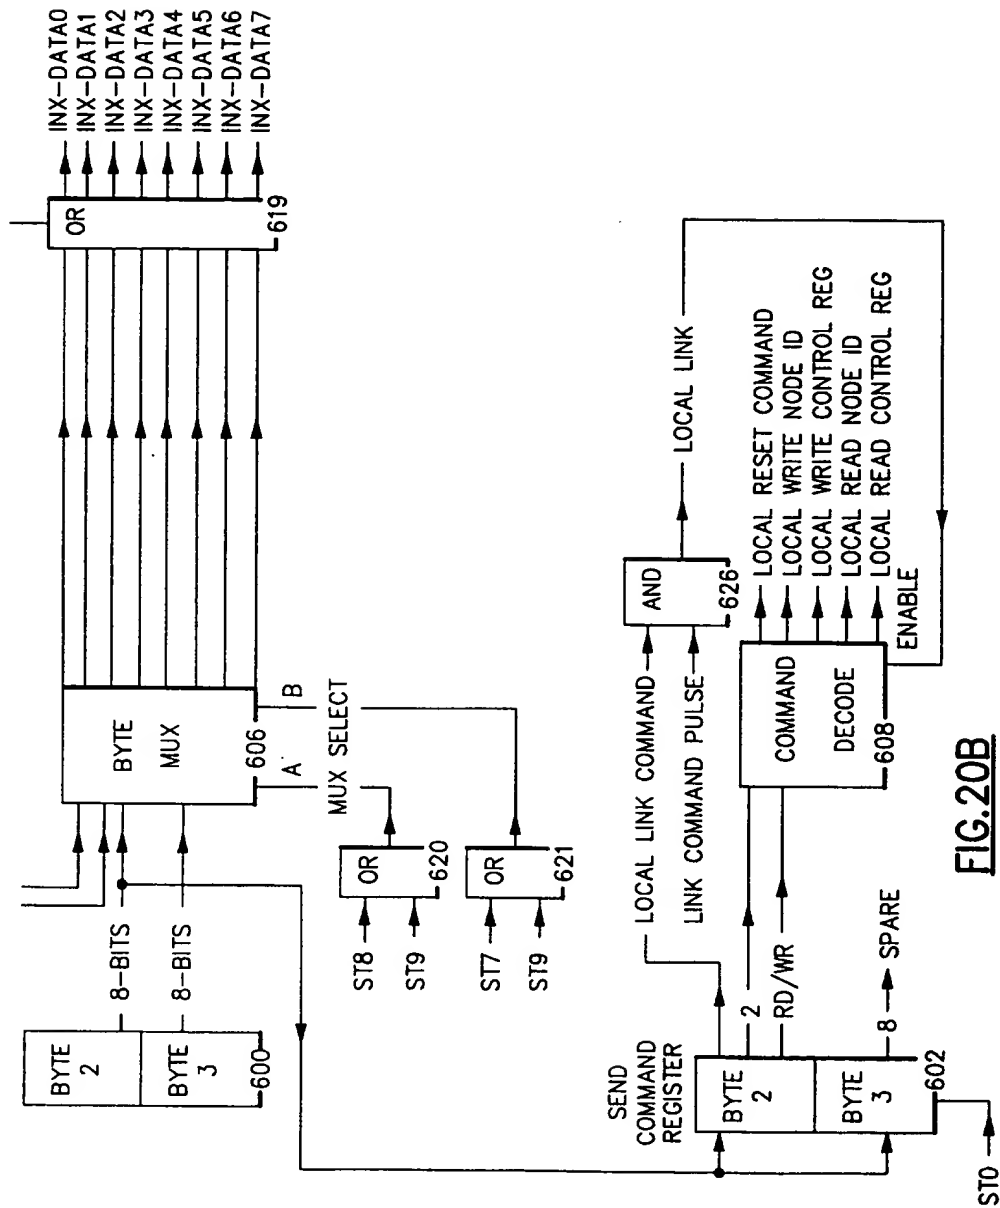 INX-DATA0
INX-DATA1
INX-DATA2
INX-DATA3
INX-DATA4
INX-DATA5
INX-DATA6
INX-DATA7
OR
619
BYTE
MUX
606
A
B
MUX SELECT
BYTE
2
8-BITS
BYTE
3
8-BITS
600
ST8
ST9
OR
620
ST7
ST9
OR
621
LOCAL LINK COMMAND
LINK COMMAND PULSE
AND
626
LOCAL LINK
SEND
COMMAND
REGISTER
BYTE
2
BYTE
3
602
ST0
2
RD/WR
8
SPARE
COMMAND
DECODE
608
LOCAL RESET COMMAND
LOCAL WRITE NODE ID
LOCAL WRITE CONTROL REG
LOCAL READ NODE ID
LOCAL READ CONTROL REG
ENABLE
FIG.20B